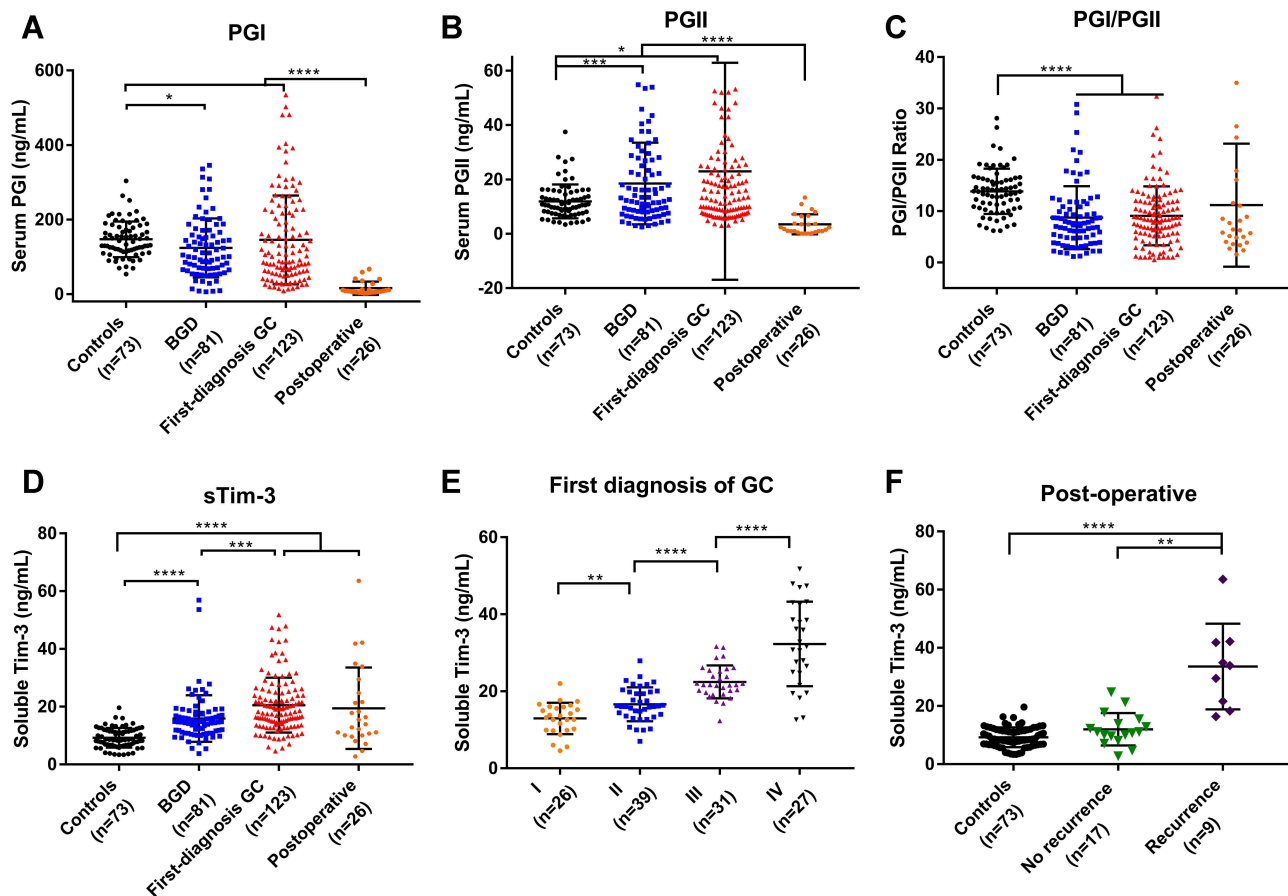 A
PGI
Serum PGI (ng/mL)
600
400
200
0
*
****
Controls
(n=73)
BGD
(n=81)
First-diagnosis GC
(n=123)
Postoperative
(n=26)
B
PGII
Serum PGII (ng/mL)
60
40
20
0
-20
*
***
****
Controls
(n=73)
BGD
(n=81)
First-diagnosis GC
(n=123)
Postoperative
(n=26)
C
PGI/PGII
PGI/PGII Ratio
40
30
20
10
0
****
Controls
(n=73)
BGD
(n=81)
First-diagnosis GC
(n=123)
Postoperative
(n=26)
D
sTim-3
Soluble Tim-3 (ng/mL)
80
60
40
20
0
****
***
****
Controls
(n=73)
BGD
(n=81)
First-diagnosis GC
(n=123)
Postoperative
(n=26)
E
First diagnosis of GC
Soluble Tim-3 (ng/mL)
60
40
20
0
**
****
****
I
(n=26)
II
(n=39)
III
(n=31)
IV
(n=27)
F
Post-operative
Soluble Tim-3 (ng/mL)
80
60
40
20
0
****
**
Controls
(n=73)
No recurrence
(n=17)
Recurrence
(n=9)